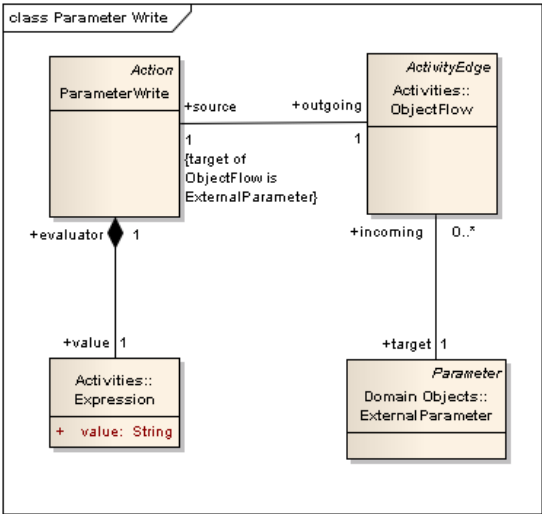 class Parameter Write
Action
ParameterWrite
ActivityEdge
Activities::
ObjectFlow
+source
+outgoing
1
1
{target of
ObjectFlow is
ExternalParameter}
+evaluator
1
+incoming
0..*
+value
1
+target
1
Activities::
Expression
+ value: String
Parameter
Domain Objects::
ExternalParameter